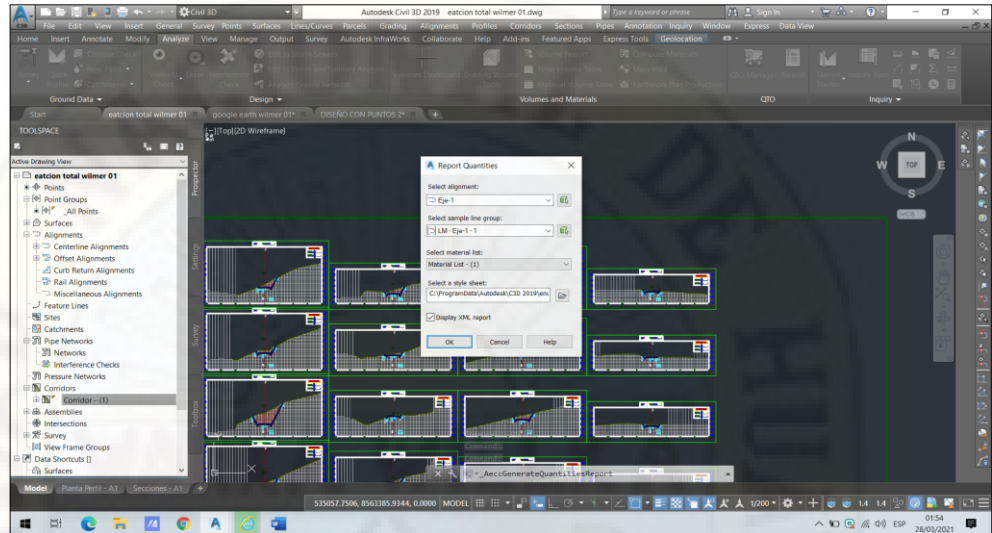 Civil 3D
Autodesk Civil 3D 2019 eatcion total wilmer 01.dwg
Type a keyword or phrase
Sign In
File Edit View Insert General Survey Points Surfaces Lines/Curves Parcels Grading Alignments Profiles Corridors Sections Pipes Annotation Inquiry Window Express Data View
Home Insert Annotate Modify Analyze View Manage Output Survey Autodesk InfraWorks Collaborate Help Add-ins Featured Apps Express Tools Geolocation
Ground Data
Design
Volumes and Materials
QTO
Inquiry
Start
eatcion total wilmer 01
google earth wilmer 01*
DISEÑO CON PUNTOS 2*
TOOLSPACE
[-][Top][2D Wireframe]
Active Drawing View
eatcion total wilmer 01
Points
Point Groups
_All Points
Surfaces
Alignments
Centerline Alignments
Offset Alignments
Curb Return Alignments
Rail Alignments
Miscellaneous Alignments
Feature Lines
Sites
Catchments
Pipe Networks
Networks
Interference Checks
Pressure Networks
Corridors
Corridor - (1)
Assemblies
Intersections
Survey
View Frame Groups
Data Shortcuts []
Surfaces
Prospector
Settings
Survey
Toolbox
Report Quantities
Select alignment:
Eje-1
Select sample line group:
LM - Eje-1 - 1
Select material list:
Material List - (1)
Select a style sheet:
C:\ProgramData\Autodesk\C3D 2019\enu
Display XML report
OK Cancel Help
N
W TOP E
S
WCS
Command:
Command:
_AeccGenerateQuantitiesReport
Model Planta Perfil - A1 Secciones - A1
535057.7506, 8563385.9344, 0.0000 MODEL
1/200
1.4 1.4
ESP
01:54
28/03/2021